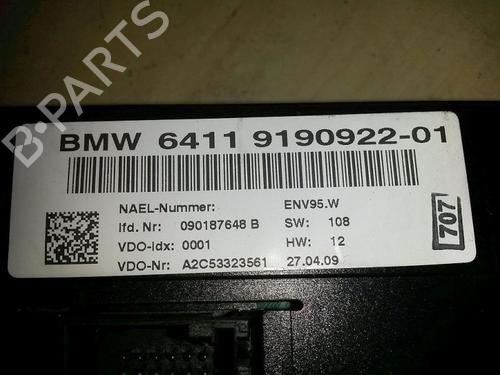 B-PARTS
BMW 6411 9190922-01
NAEL-Nummer: ENV95.W
lfd. Nr: 090187648 B SW: 108
VDO-Idx: 0001 HW: 12
VDO-Nr: A2C53323561 27.04.09
707